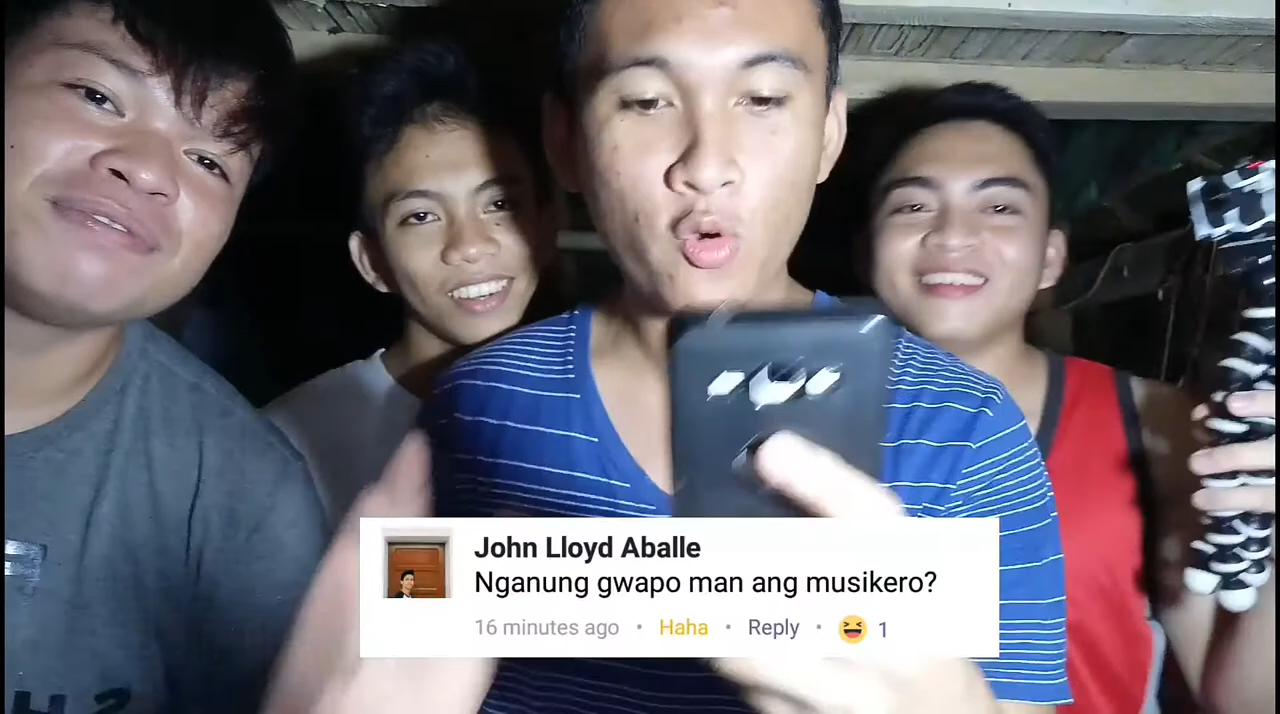 John Lloyd Aballe
Nganung gwapo man ang musikero?
16 minutes ago • Haha • Reply • 😆 1